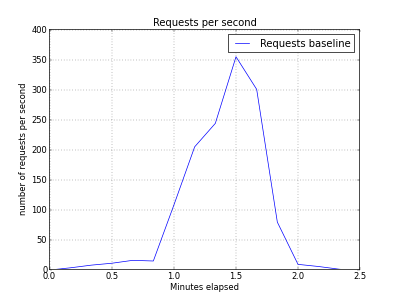 Requests per second
Requests baseline
number of requests per second
400
350
300
250
200
150
100
50
0
0.0 0.5 1.0 1.5 2.0 2.5
Minutes elapsed